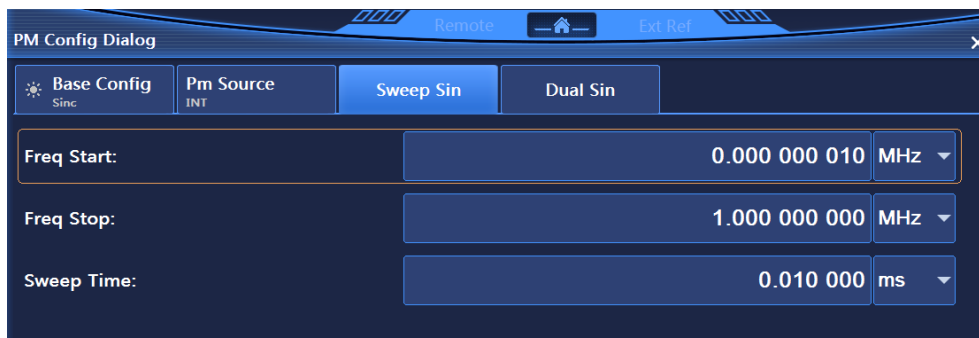 Remote Ext Ref
PM Config Dialog
Base Config Pm Source Sweep Sin Dual Sin
Sinc INT
Freq Start: 0.000 000 010 MHz
Freq Stop: 1.000 000 000 MHz
Sweep Time: 0.010 000 ms